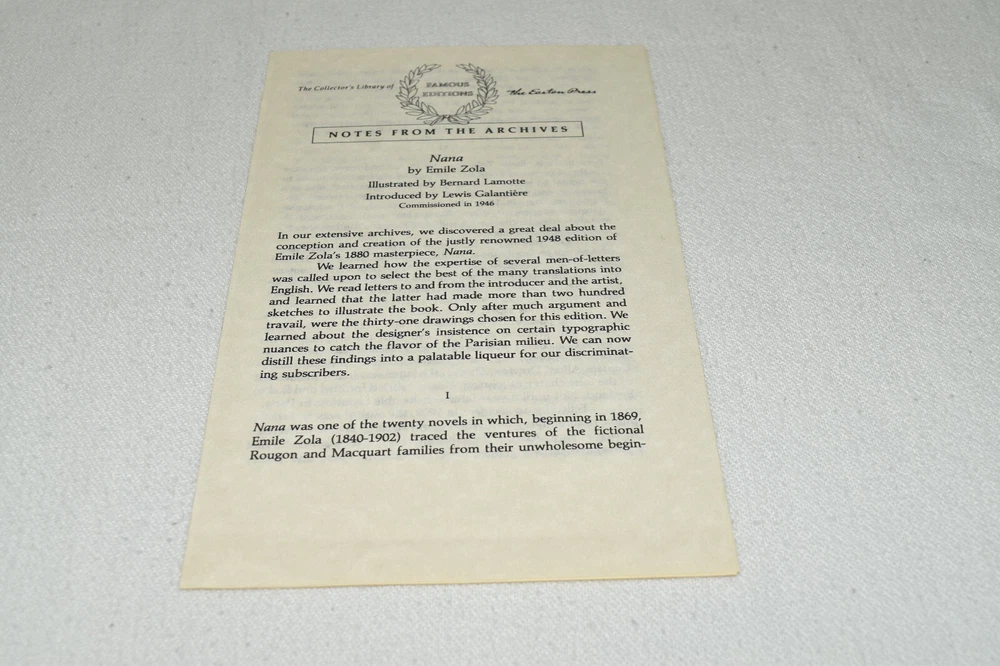 The Collector's Library of
FAMOUS
EDITIONS
the Easton Press
NOTES FROM THE ARCHIVES
Nana
by Emile Zola
Illustrated by Bernard Lamotte
Introduced by Lewis Galantière
Commissioned in 1946
In our extensive archives, we discovered a great deal about the
conception and creation of the justly renowned 1948 edition of
Emile Zola's 1880 masterpiece, Nana.
We learned how the expertise of several men-of-letters
was called upon to select the best of the many translations into
English. We read letters to and from the introducer and the artist,
and learned that the latter had made more than two hundred
sketches to illustrate the book. Only after much argument and
travail, were the thirty-one drawings chosen for this edition. We
learned about the designer's insistence on certain typographic
nuances to catch the flavor of the Parisian milieu. We can now
distill these findings into a palatable liqueur for our discriminat-
ing subscribers.
I
Nana was one of the twenty novels in which, beginning in 1869,
Emile Zola (1840-1902) traced the ventures of the fictional
Rougon and Macquart families from their unwholesome begin-